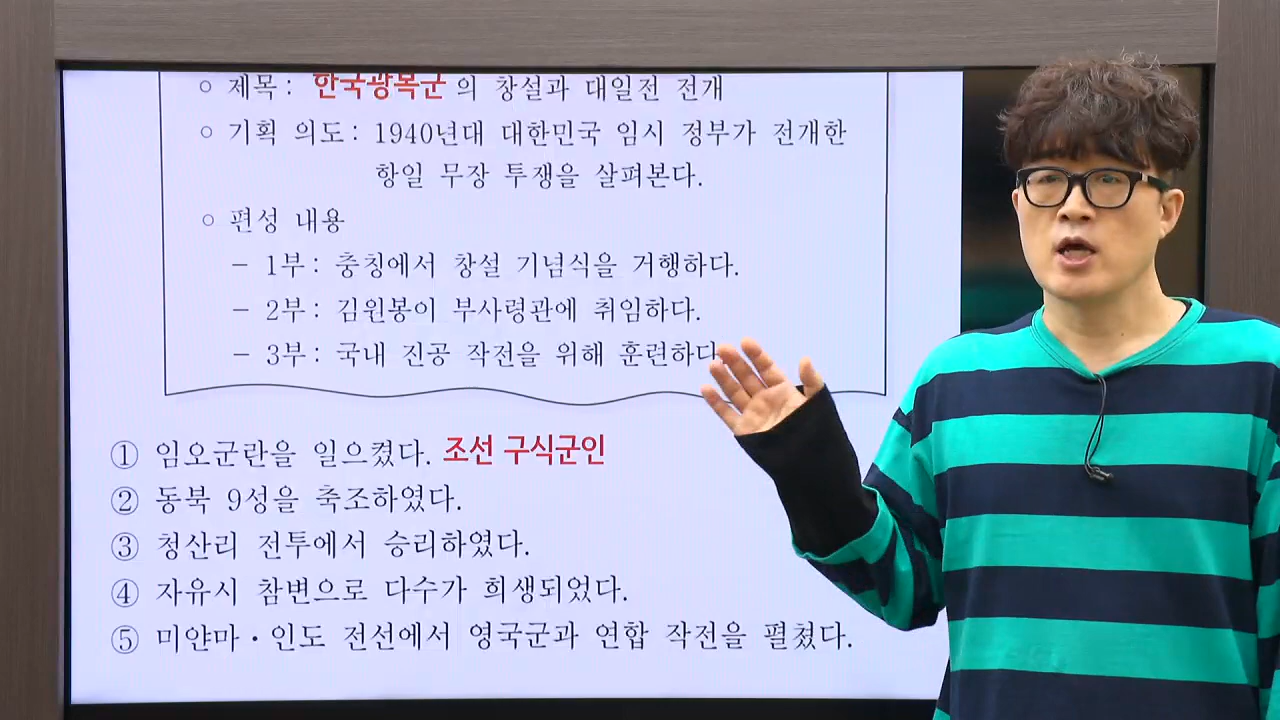 ○ 제목: 한국광복군의 창설과 대일전 전개
○ 기획 의도: 1940년대 대한민국 임시 정부가 전개한
항일 무장 투쟁을 살펴본다.
○ 편성 내용
- 1부: 충칭에서 창설 기념식을 거행하다.
- 2부: 김원봉이 부사령관에 취임하다.
- 3부: 국내 진공 작전을 위해 훈련하다
① 임오군란을 일으켰다. 조선 구식군인
② 동북 9성을 축조하였다.
③ 청산리 전투에서 승리하였다.
④ 자유시 참변으로 다수가 희생되었다.
⑤ 미얀마·인도 전선에서 영국군과 연합 작전을 펼쳤다.